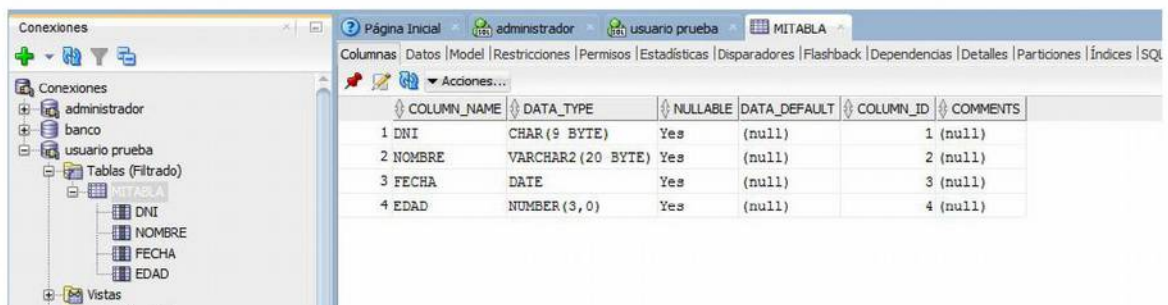 Conexiones
Conexiones
administrador
banco
usuario prueba
Tablas (Filtrado)
MITABLA
DNI
NOMBRE
FECHA
EDAD
Vistas
Página Inicial administrador usuario prueba MITABLA
Columnas Datos |Model |Restricciones |Permisos |Estadísticas |Disparadores |Flashback |Dependencias |Detalles |Particiones |Índices |SQL
Acciones...
COLUMN_NAME DATA_TYPE NULLABLE DATA_DEFAULT COLUMN_ID COMMENTS
1 DNI CHAR(9 BYTE) Yes (null) 1 (null)
2 NOMBRE VARCHAR2(20 BYTE) Yes (null) 2 (null)
3 FECHA DATE Yes (null) 3 (null)
4 EDAD NUMBER(3,0) Yes (null) 4 (null)